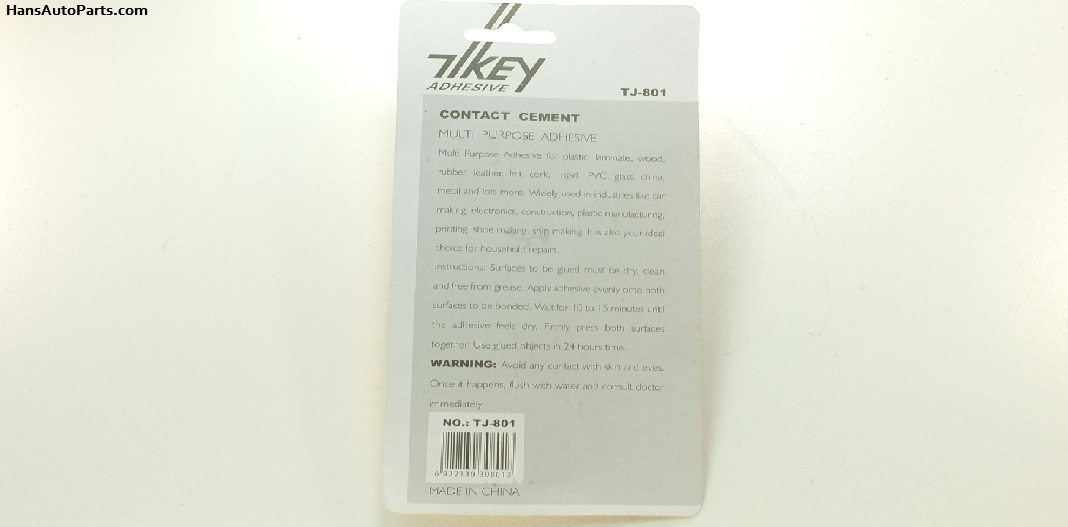 HansAutoParts.com
KEY
ADHESIVE
TJ-801
CONTACT CEMENT
MULTI PURPOSE ADHESIVE
Multi Purpose Adhesive for plastic, laminate, wood,
rubber, leather, felt, cork, rigid PVC, glass, china,
metal and lots more. Widely used in industries like car
making, electronics, construction, plastic manufacturing,
printing, shoe making, ship making. It is also your ideal
choice for household repairs.
Instructions: Surfaces to be glued must be dry, clean
and free from grease. Apply adhesive evenly onto both
surfaces to be bonded. Wait for 10 to 15 minutes until
the adhesive feels dry. Firmly press both surfaces
together. Use glued objects in 24 hours time.
WARNING: Avoid any contact with skin and eyes.
Once it happens, flush with water and consult doctor
immediately
NO.: TJ-801
MADE IN CHINA